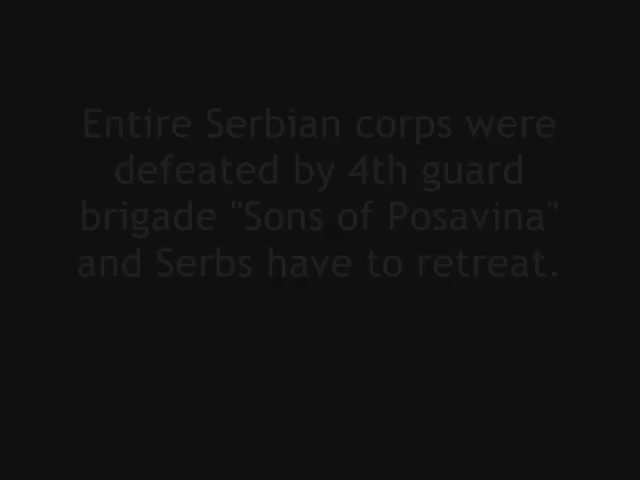 Entire Serbian corps were
defeated by 4th guard
brigade "Sons of Posavina"
and Serbs have to retreat.